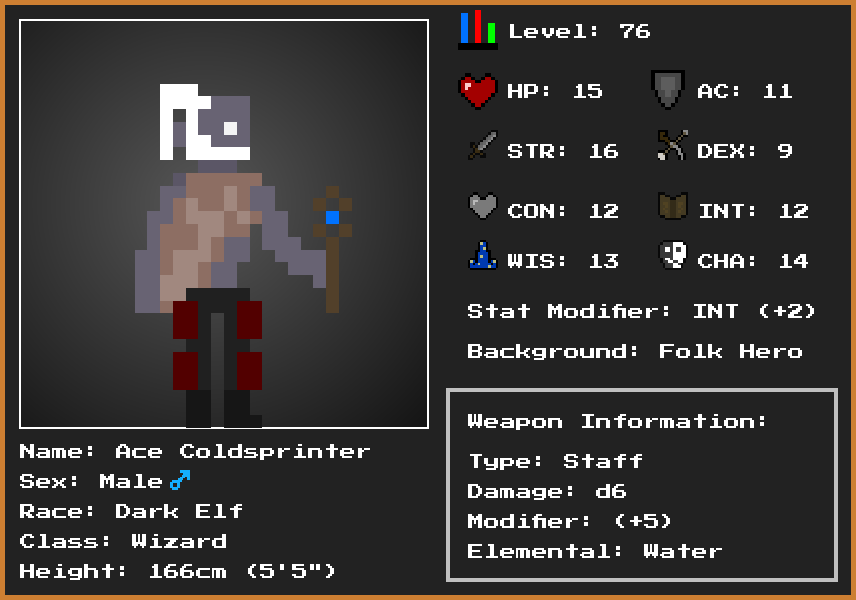 Level: 76
HP: 15 AC: 11
STR: 16 DEX: 9
CON: 12 INT: 12
WIS: 13 CHA: 14
Stat Modifier: INT (+2)
Background: Folk Hero
Weapon Information:
Type: Staff
Damage: d6
Modifier: (+5)
Elemental: Water
Name: Ace Coldsprinter
Sex: Male♂
Race: Dark Elf
Class: Wizard
Height: 166cm (5'5")